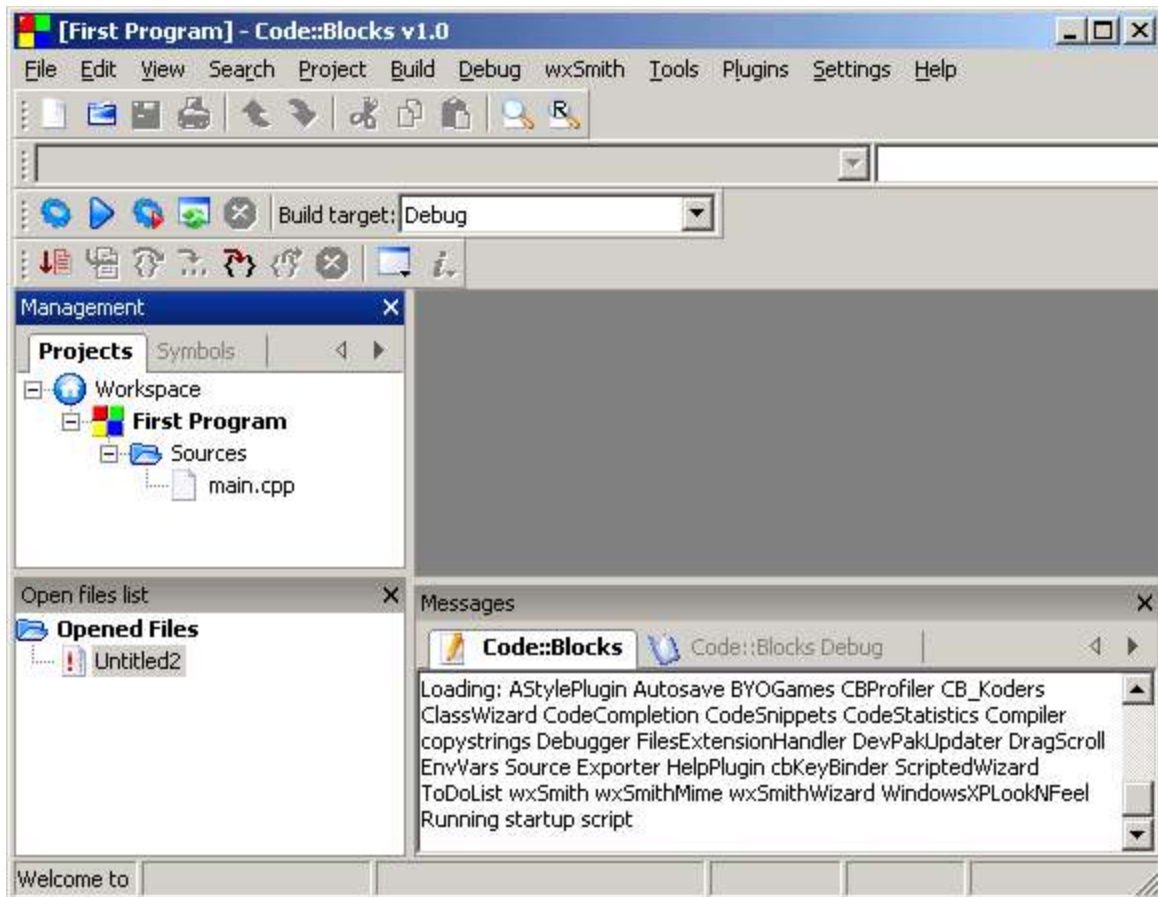 [First Program] - Code::Blocks v1.0
File Edit View Search Project Build Debug wxSmith Tools Plugins Settings Help
R
Build target: Debug
i
Management
Projects Symbols
Workspace
First Program
Sources
main.cpp
Open files list
Opened Files
Untitled2
Messages
Code::Blocks Code::Blocks Debug
Loading: AStylePlugin Autosave BYOGames CBProfiler CB_Koders
ClassWizard CodeCompletion CodeSnippets CodeStatistics Compiler
copystrings Debugger FilesExtensionHandler DevPakUpdater DragScroll
EnvVars Source Exporter HelpPlugin cbKeyBinder ScriptedWizard
ToDoList wxSmith wxSmithMime wxSmithWizard WindowsXPLookNFeel
Running startup script
Welcome to